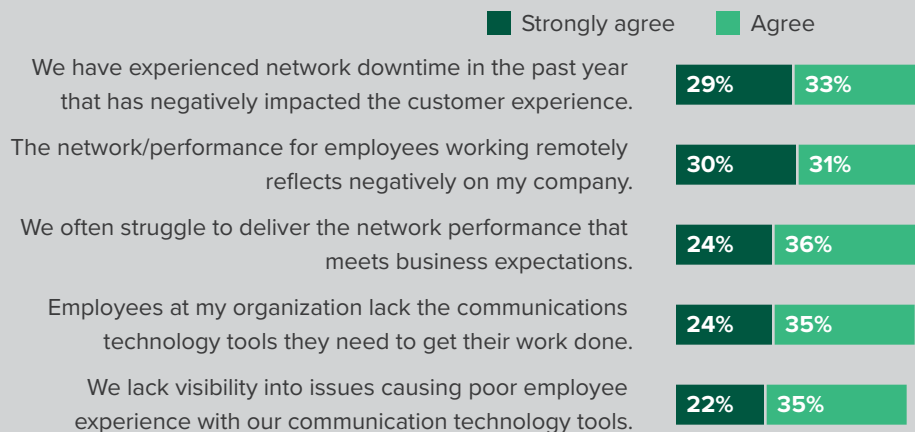 Strongly agree Agree
We have experienced network downtime in the past year
that has negatively impacted the customer experience.
29% 33%
The network/performance for employees working remotely
reflects negatively on my company.
30% 31%
We often struggle to deliver the network performance that
meets business expectations.
24% 36%
Employees at my organization lack the communications
technology tools they need to get their work done.
24% 35%
We lack visibility into issues causing poor employee
experience with our communication technology tools.
22% 35%